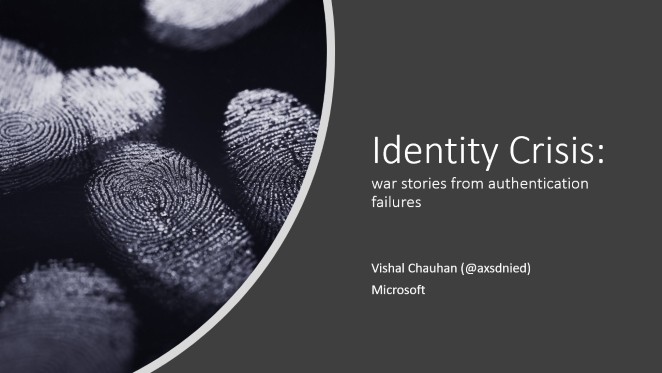 Identity Crisis:
war stories from authentication
failures
Vishal Chauhan (@axsdnied)
Microsoft